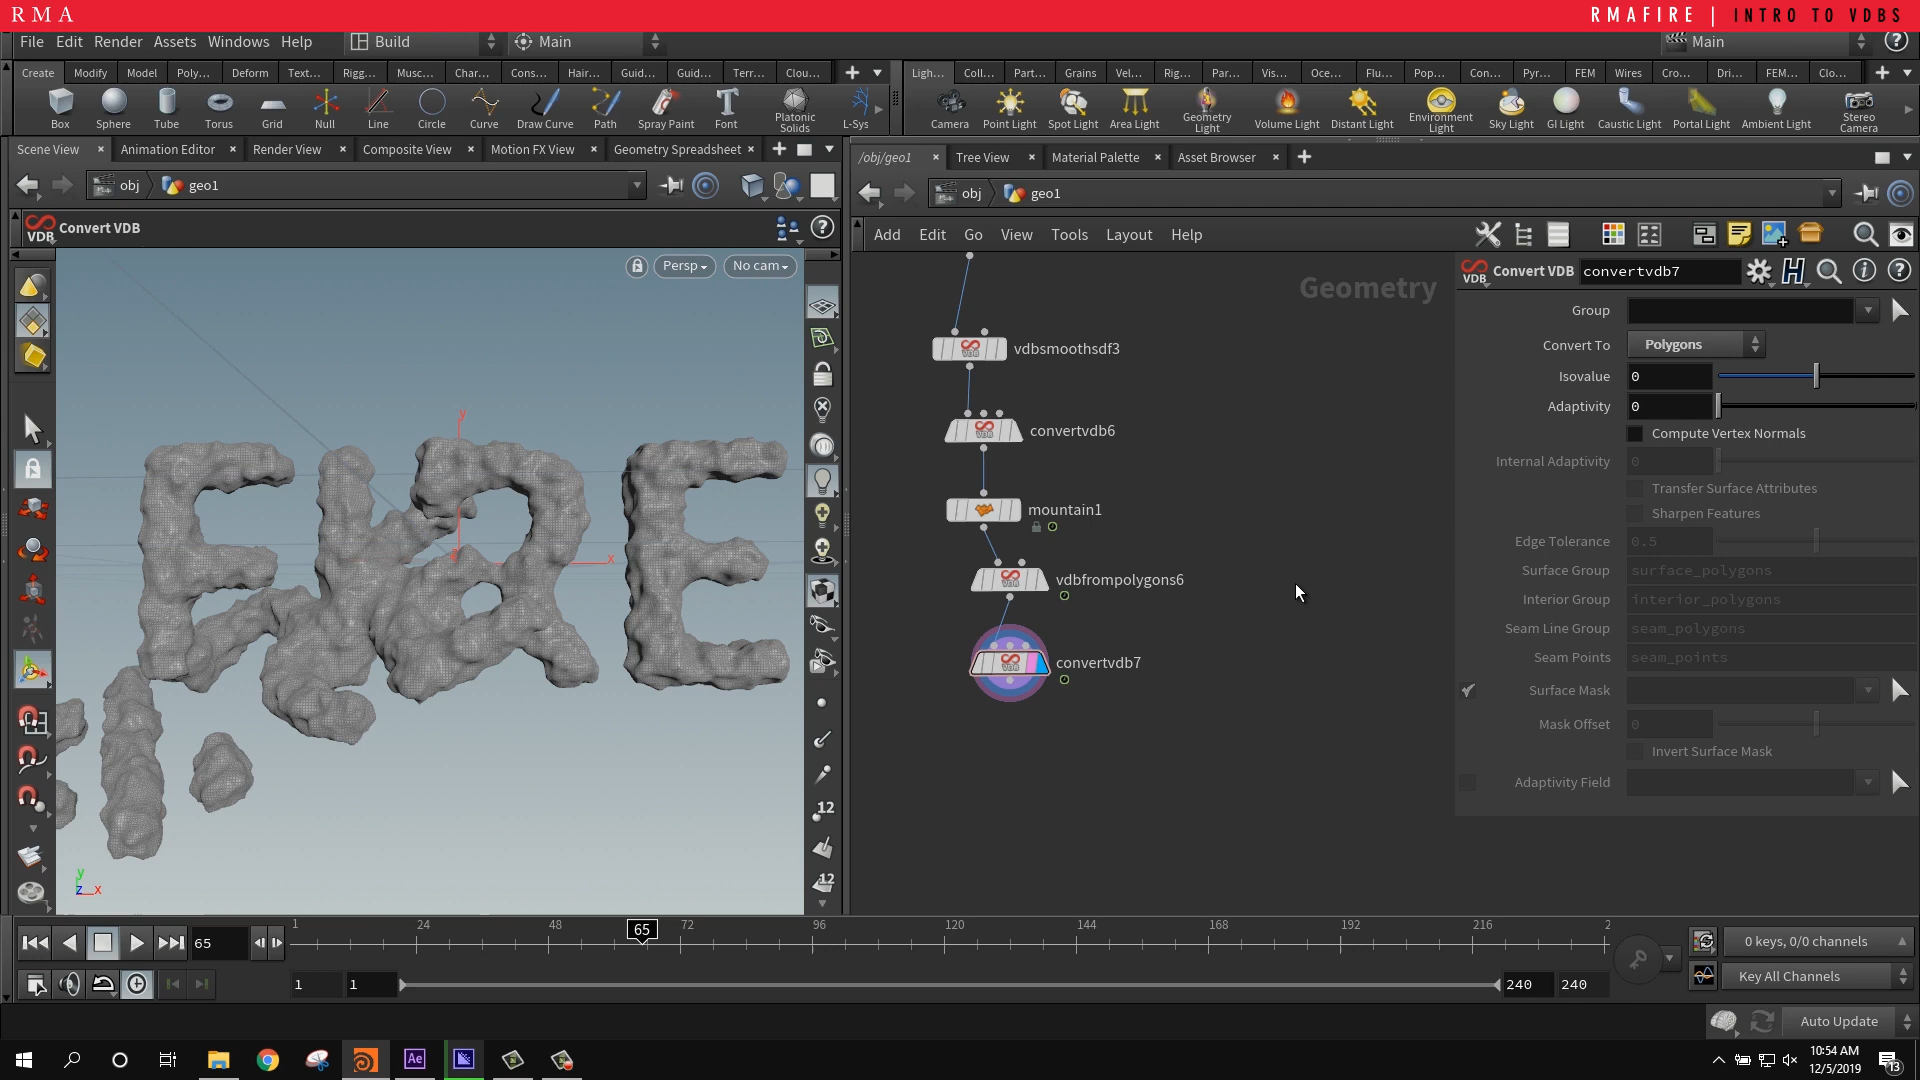 RMA
RMAFIRE | INTRO TO VDBS
File Edit Render Assets Windows Help Build Main Main
Create Modify Model Poly... Deform Text... Rigg... Musc... Char... Cons... Hair... Guid... Guid... Terr... Clou...
Ligh... Coll... Part... Grains Vel... Rig... Par... Vis... Oce... Flu... Pop... Con... Pyr... FEM Wires Cro... Dri... FEM... Clo...
Box Sphere Tube Torus Grid Null Line Circle Curve Draw Curve Path Spray Paint Font Platonic Solids L-Sys
Camera Point Light Spot Light Area Light Geometry Light Volume Light Distant Light Environment Light Sky Light GI Light Caustic Light Portal Light Ambient Light Stereo Camera
Scene View Animation Editor Render View Composite View Motion FX View Geometry Spreadsheet
/obj/geo1 Tree View Material Palette Asset Browser
obj geo1
obj geo1
VDB Convert VDB
Add Edit Go View Tools Layout Help
Persp No cam
Geometry
VDB Convert VDB convertvdb7
Group
Convert To Polygons
Isovalue 0
Adaptivity 0
Compute Vertex Normals
Internal Adaptivity 0
Transfer Surface Attributes
Sharpen Features
Edge Tolerance 0.5
Surface Group surface_polygons
Interior Group interior_polygons
Seam Line Group seam_polygons
Seam Points seam_points
Surface Mask
Mask Offset 0
Invert Surface Mask
Adaptivity Field
vdbsmoothsdf3
convertvdb6
mountain1
vdbfrompolygons6
convertvdb7
y
x
12
12
y
z x
1 24 48 65 72 96 120 144 168 192 216 2
65
0 keys, 0/0 channels
1 1 240 240
Key All Channels
Auto Update
Ae
10:54 AM
12/5/2019
13